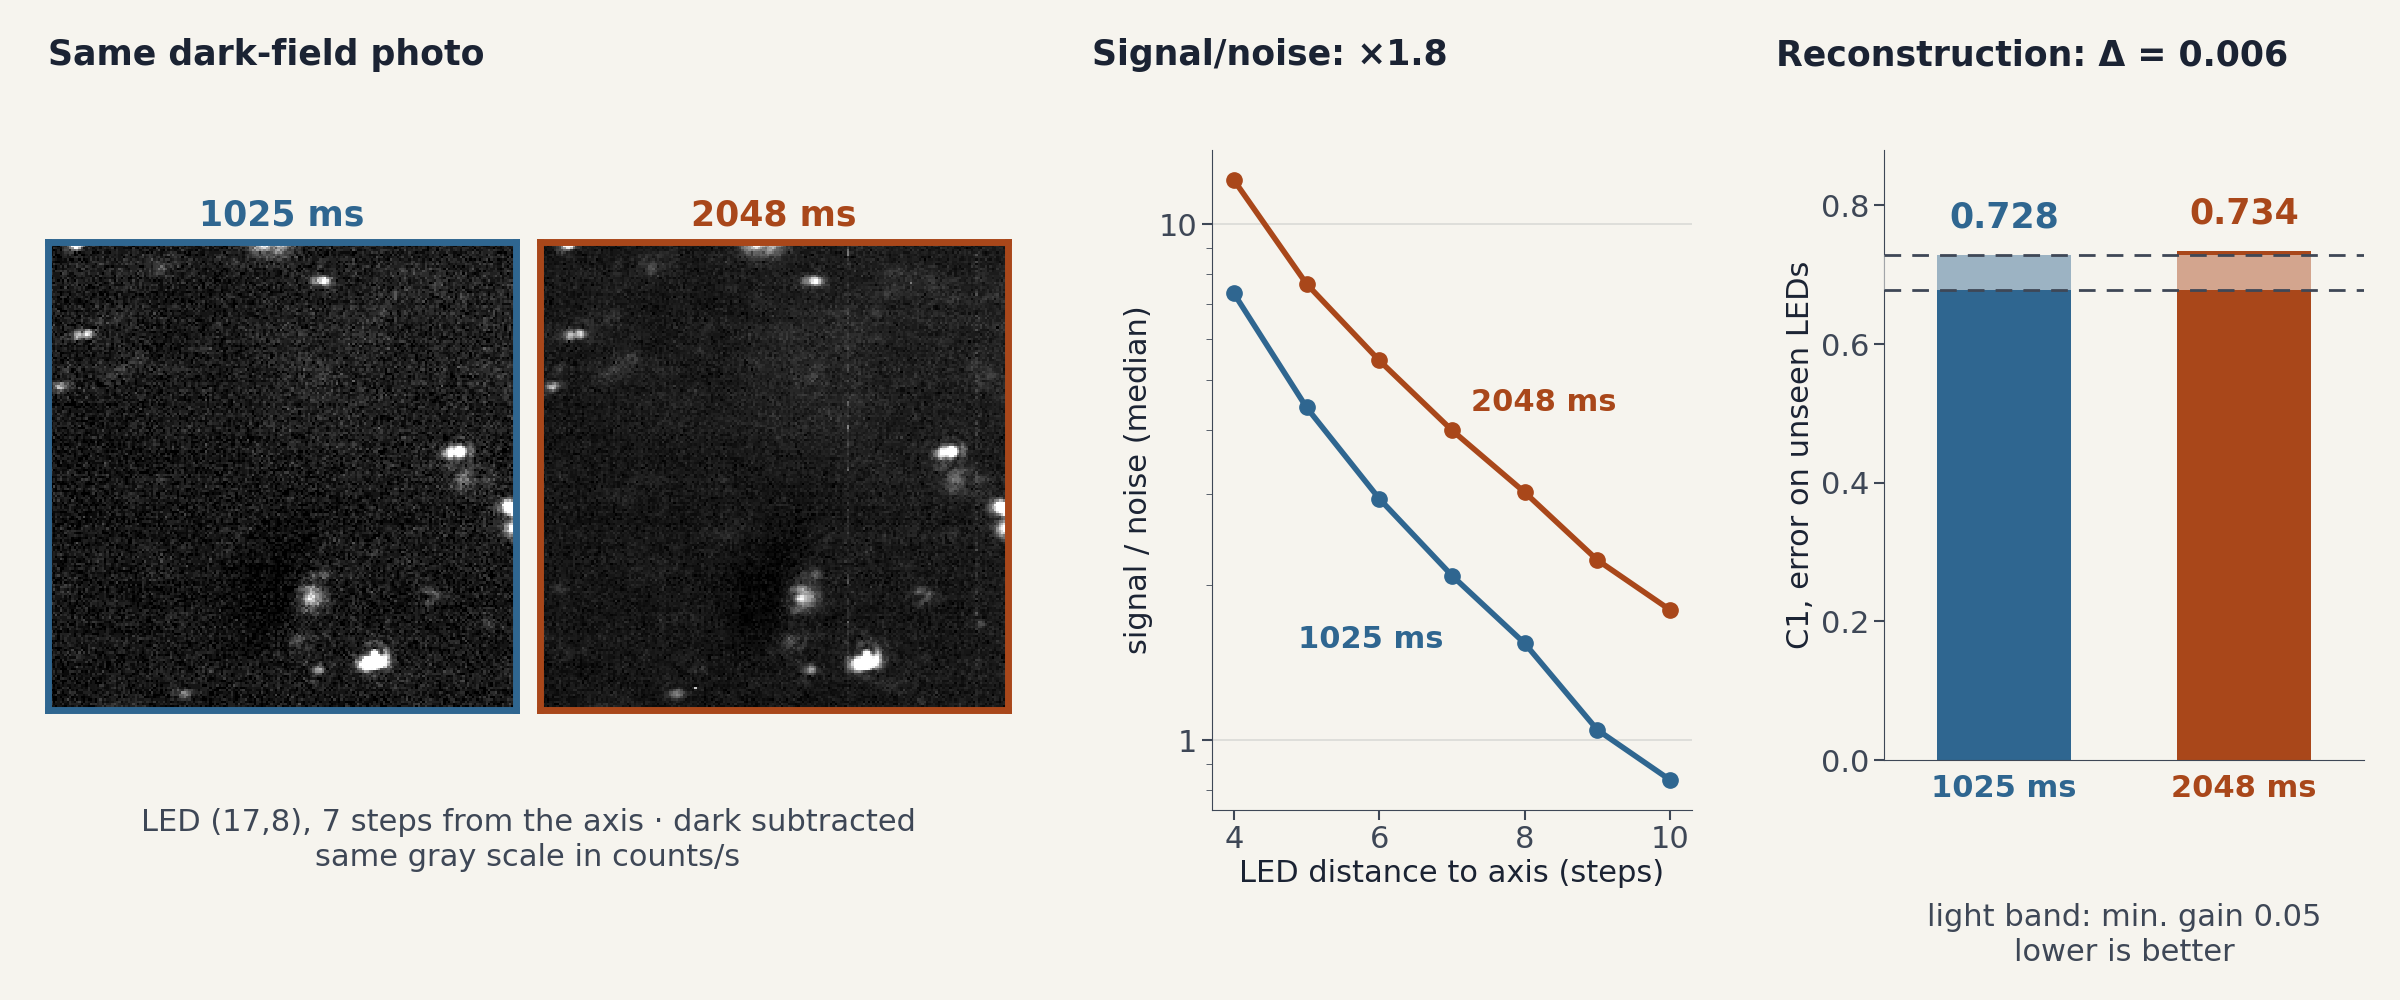 Same dark-field photo
1025 ms
2048 ms
LED (17,8), 7 steps from the axis · dark subtracted
same gray scale in counts/s
Signal/noise: ×1.8
signal / noise (median)
10
1
2048 ms
1025 ms
4
6
8
10
LED distance to axis (steps)
Reconstruction: Δ = 0.006
C1, error on unseen LEDs
0.8
0.6
0.4
0.2
0.0
0.728
0.734
1025 ms
2048 ms
light band: min. gain 0.05
lower is better